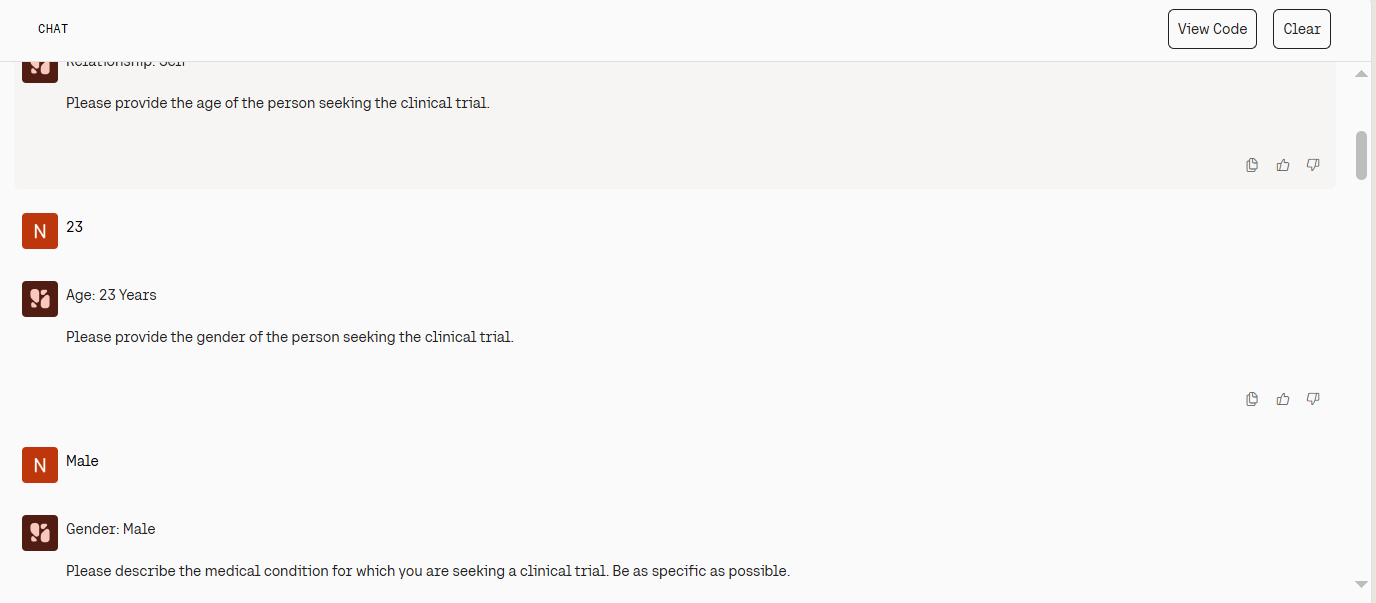 CHAT
View Code
Clear
Relationship: Self
Please provide the age of the person seeking the clinical trial.
N
23
Age: 23 Years
Please provide the gender of the person seeking the clinical trial.
N
Male
Gender: Male
Please describe the medical condition for which you are seeking a clinical trial. Be as specific as possible.